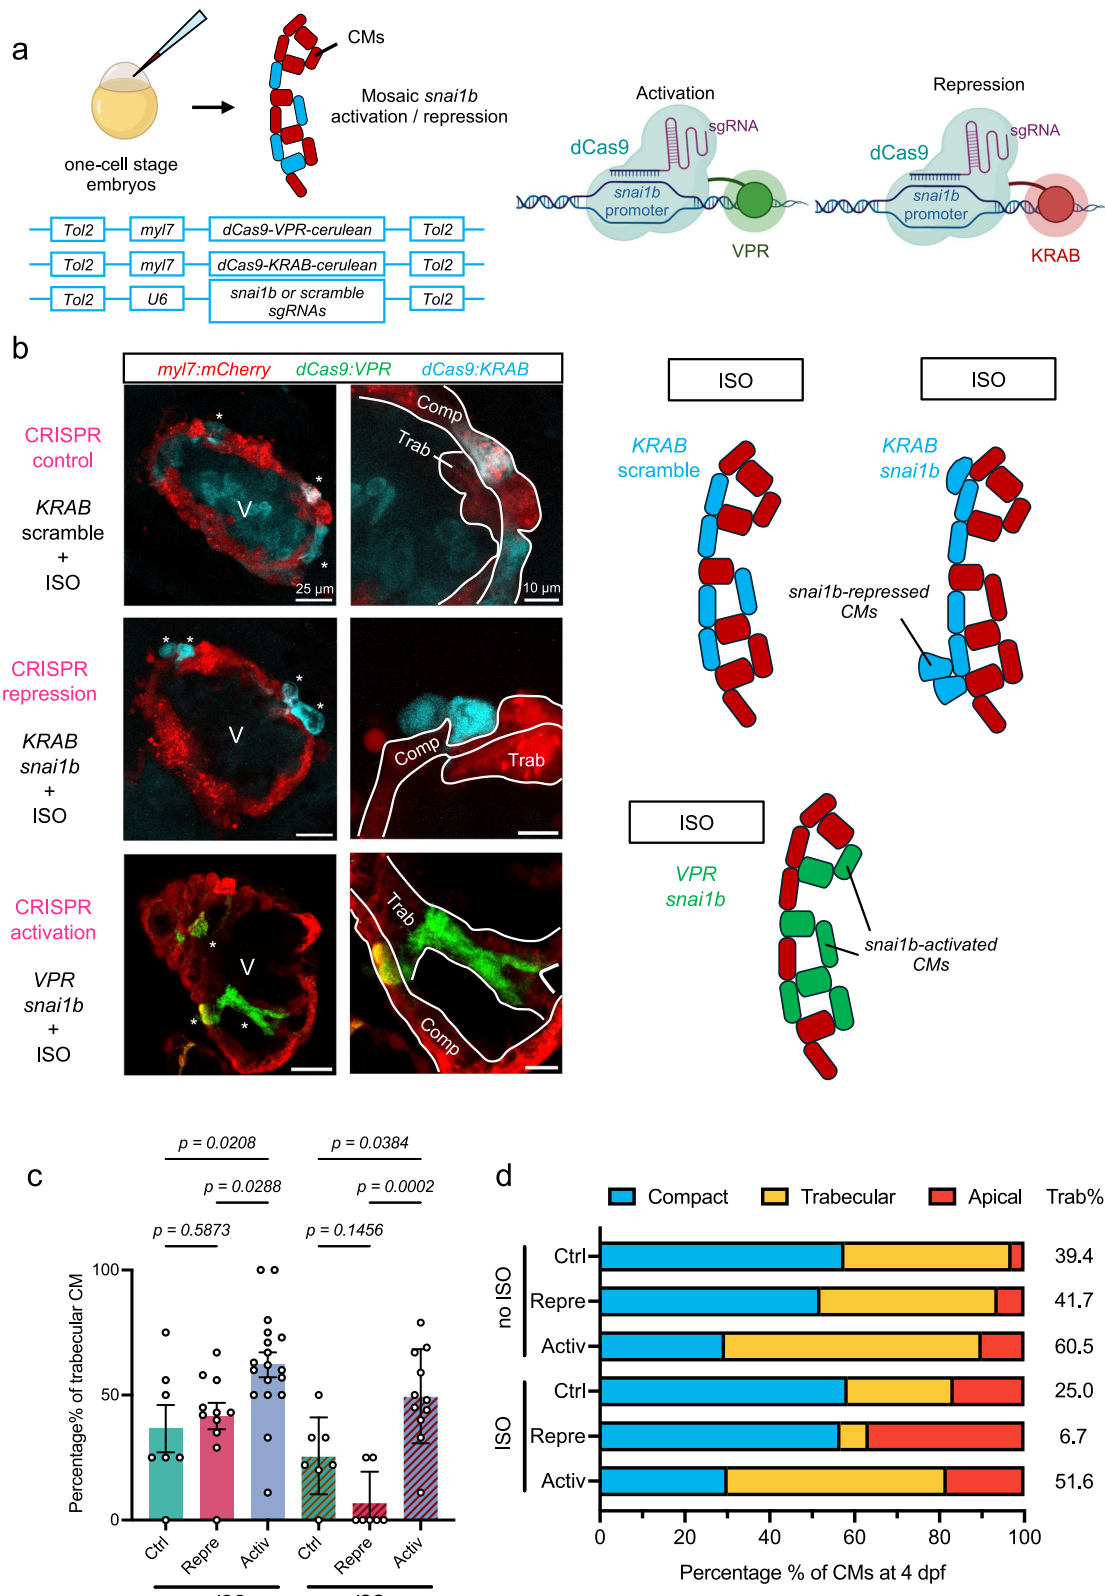 a
CMs
Mosaic snai1b
activation / repression
one-cell stage
embryos
Activation
Repression
sgRNA
dCas9
snai1b
promoter
VPR
sgRNA
dCas9
snai1b
promoter
KRAB
Tol2 myl7 dCas9-VPR-cerulean Tol2
Tol2 myl7 dCas9-KRAB-cerulean Tol2
Tol2 U6 snai1b or scramble sgRNAs Tol2
b
myl7:mCherry dCas9:VPR dCas9:KRAB
CRISPR
control
KRAB
scramble
+
ISO
* * *
V
25 µm
Comp
Trab
10 µm
CRISPR
repression
KRAB
snai1b
+
ISO
* * * *
V
Comp
Trab
CRISPR
activation
VPR
snai1b
+
ISO
* * *
V
Trab
Comp
ISO
KRAB
scramble
ISO
KRAB
snai1b
snai1b-repressed
CMs
ISO
VPR
snai1b
snai1b-activated
CMs
c
p = 0.0208 p = 0.0384
p = 0.0288 p = 0.0002
p = 0.5873 p = 0.1456
Percentage% of trabecular CM
100
50
0
Ctrl Repre Activ Ctrl Repre Activ
d
Compact Trabecular Apical Trab%
no ISO
Ctrl 39.4
Repre 41.7
Activ 60.5
ISO
Ctrl 25.0
Repre 6.7
Activ 51.6
0 20 40 60 80 100
Percentage % of CMs at 4 dpf